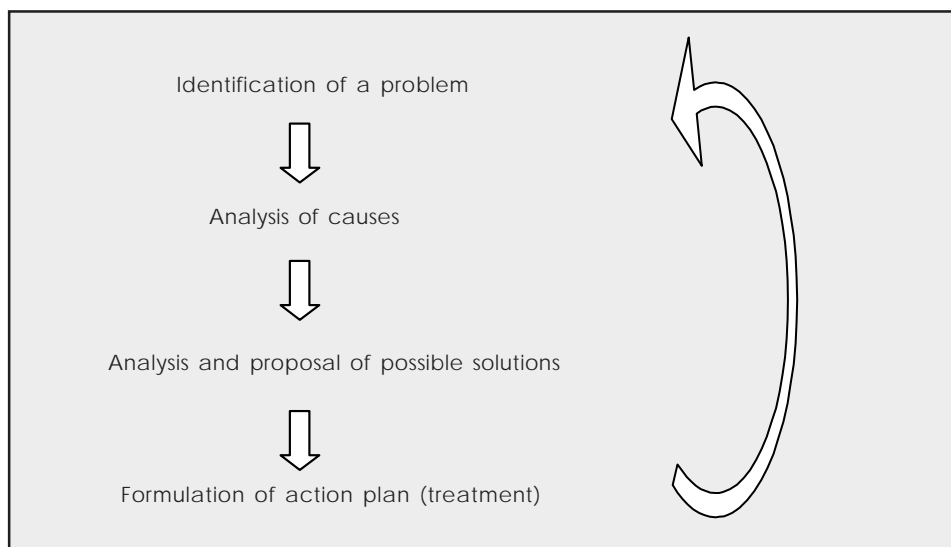 Identification of a problem
Analysis of causes
Analysis and proposal of possible solutions
Formulation of action plan (treatment)